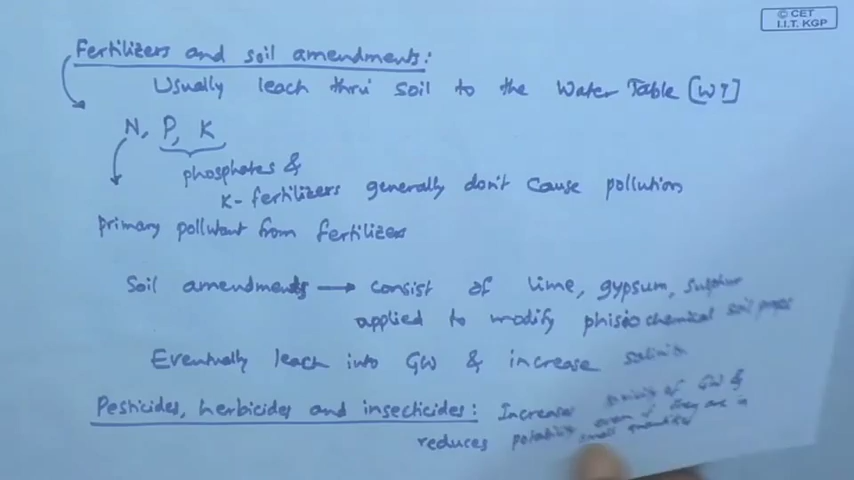 © CET
I.I.T. KGP
Fertilizers and soil amendments:
Usually leach thru' soil to the Water Table [WT]
N, P, K
phosphates &
K-fertilizers generally don't cause pollution
primary pollutant from fertilizers
Soil amendments → consist of lime, gypsum, sulphur
applied to modify phisiochemical soil props
Eventually leach into GW & increase salinity
Pesticides, herbicides and insecticides: Increases toxicity of GW &
reduces potability even if they are in
small quantities